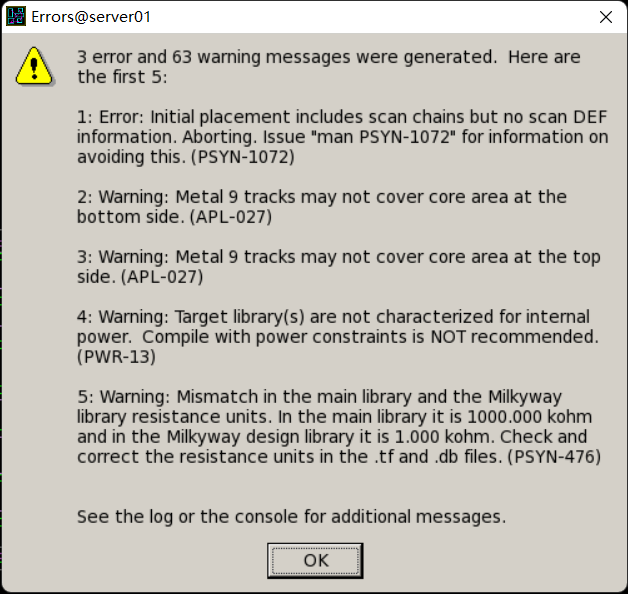 Errors@server01
3 error and 63 warning messages were generated.  Here are
the first 5:
1: Error: Initial placement includes scan chains but no scan DEF
information. Aborting. Issue "man PSYN-1072" for information on
avoiding this. (PSYN-1072)
2: Warning: Metal 9 tracks may not cover core area at the
bottom side. (APL-027)
3: Warning: Metal 9 tracks may not cover core area at the top
side. (APL-027)
4: Warning: Target library(s) are not characterized for internal
power.  Compile with power constraints is NOT recommended.
(PWR-13)
5: Warning: Mismatch in the main library and the Milkyway
library resistance units. In the main library it is 1000.000 kohm
and in the Milkyway design library it is 1.000 kohm. Check and
correct the resistance units in the .tf and .db files. (PSYN-476)
See the log or the console for additional messages.
OK